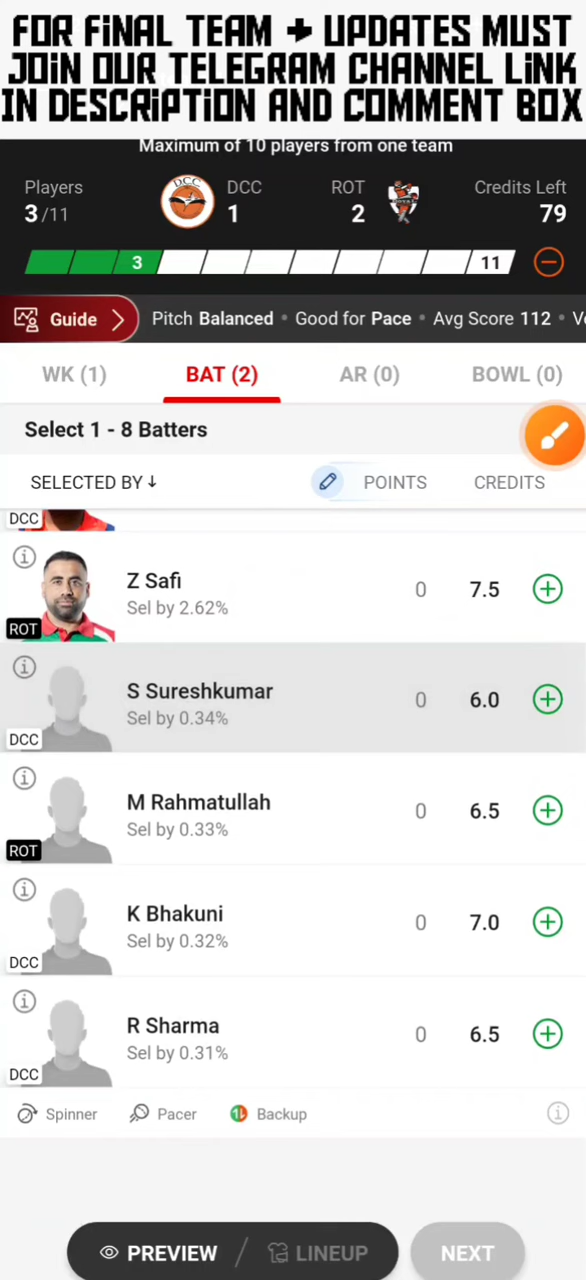 FOR FINAL TEAM + UPDATES MUST
JOIN OUR TELEGRAM CHANNEL LINK
IN DESCRIPTION AND COMMENT BOX
Maximum of 10 players from one team
Players DCC ROT Credits Left
3/11 DCC 1 2 79
3 11
Guide Pitch Balanced • Good for Pace • Avg Score 112 •
WK (1) BAT (2) AR (0) BOWL (0)
Select 1 - 8 Batters
SELECTED BY ↓ POINTS CREDITS
DCC
Z Safi 0 7.5
Sel by 2.62%
ROT
S Sureshkumar 0 6.0
Sel by 0.34%
DCC
M Rahmatullah 0 6.5
Sel by 0.33%
ROT
K Bhakuni 0 7.0
Sel by 0.32%
DCC
R Sharma 0 6.5
Sel by 0.31%
DCC
Spinner Pacer Backup
PREVIEW / LINEUP NEXT